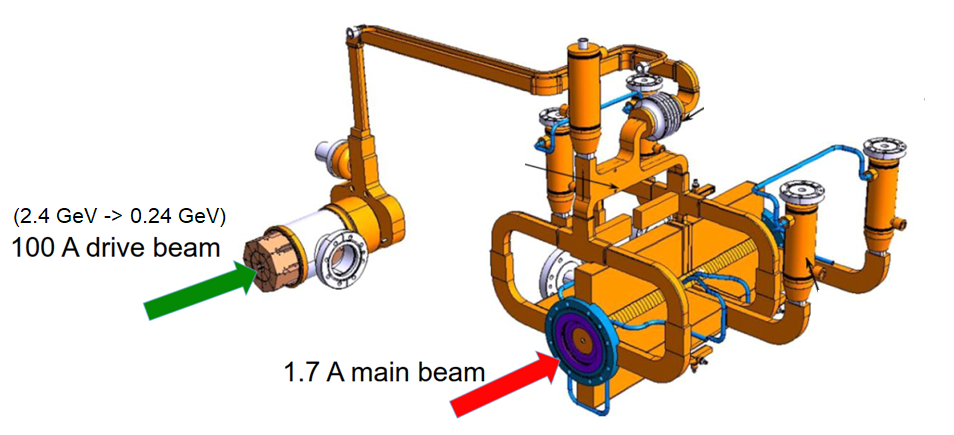 (2.4 GeV -> 0.24 GeV)
100 A drive beam
1.7 A main beam